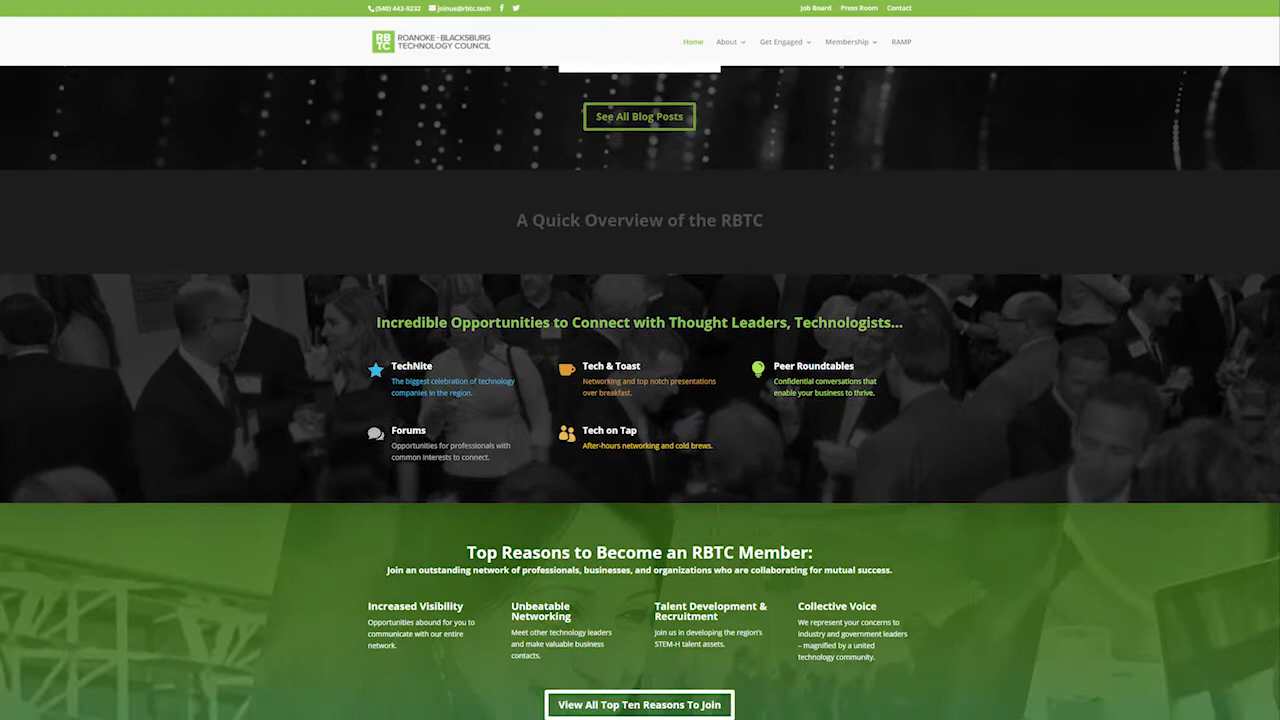 (540) 443-9232 joinus@rbtc.tech Job Board Press Room Contact
RB
TC
ROANOKE - BLACKSBURG
TECHNOLOGY COUNCIL
Home About Get Engaged Membership RAMP
See All Blog Posts
A Quick Overview of the RBTC
Incredible Opportunities to Connect with Thought Leaders, Technologists...
TechNite
The biggest celebration of technology
companies in the region.
Tech & Toast
Networking and top notch presentations
over breakfast.
Peer Roundtables
Confidential conversations that
enable your business to thrive.
Forums
Opportunities for professionals with
common interests to connect.
Tech on Tap
After-hours networking and cold brews.
Top Reasons to Become an RBTC Member:
Join an outstanding network of professionals, businesses, and organizations who are collaborating for mutual success.
Increased Visibility
Opportunities abound for you to
communicate with our entire
network.
Unbeatable
Networking
Meet other technology leaders
and make valuable business
contacts.
Talent Development &
Recruitment
Join us in developing the region's
STEM-H talent assets.
Collective Voice
We represent your concerns to
industry and government leaders
– magnified by a united
technology community.
View All Top Ten Reasons To Join